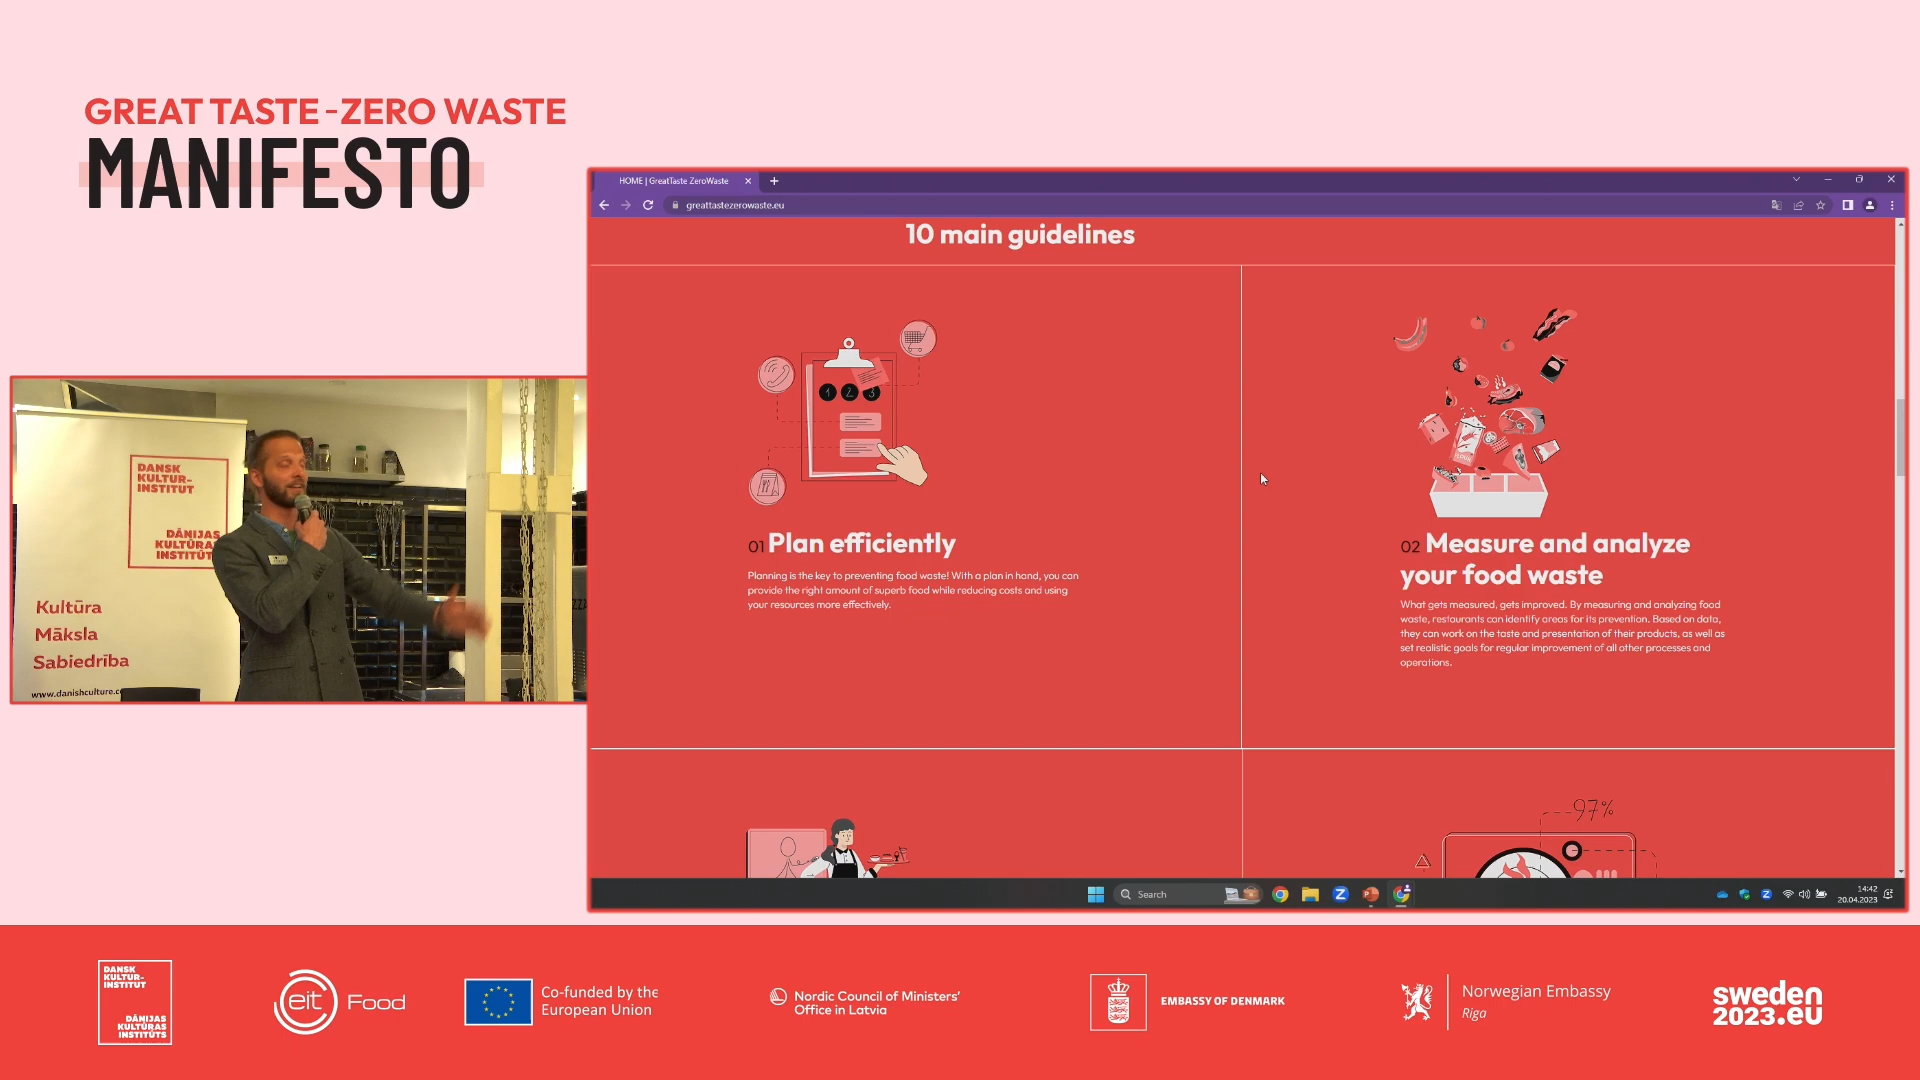 GREAT TASTE - ZERO WASTE
MANIFESTO
HOME | GreatTaste ZeroWaste
greattastezerowaste.eu
10 main guidelines
1 2 3
01 Plan efficiently
Planning is the key to preventing food waste! With a plan in hand, you can
provide the right amount of superb food while reducing costs and using
your resources more effectively.
02 Measure and analyze
your food waste
What gets measured, gets improved. By measuring and analyzing food
waste, restaurants can identify areas for its prevention. Based on data,
they can work on the taste and presentation of their products, as well as
set realistic goals for regular improvement of all other processes and
operations.
97%
Search
14:42
20.04.2023
DANSK
KULTUR-
INSTITUT
DĀNIJAS
KULTŪRAS
INSTITŪT
Kultūra
Māksla
Sabiedrība
www.danishculture.c
DANSK
KULTUR-
INSTITUT
DĀNIJAS
KULTŪRAS
INSTITŪTS
eit Food
Co-funded by the
European Union
Nordic Council of Ministers'
Office in Latvia
EMBASSY OF DENMARK
Norwegian Embassy
Riga
sweden
2023.eu